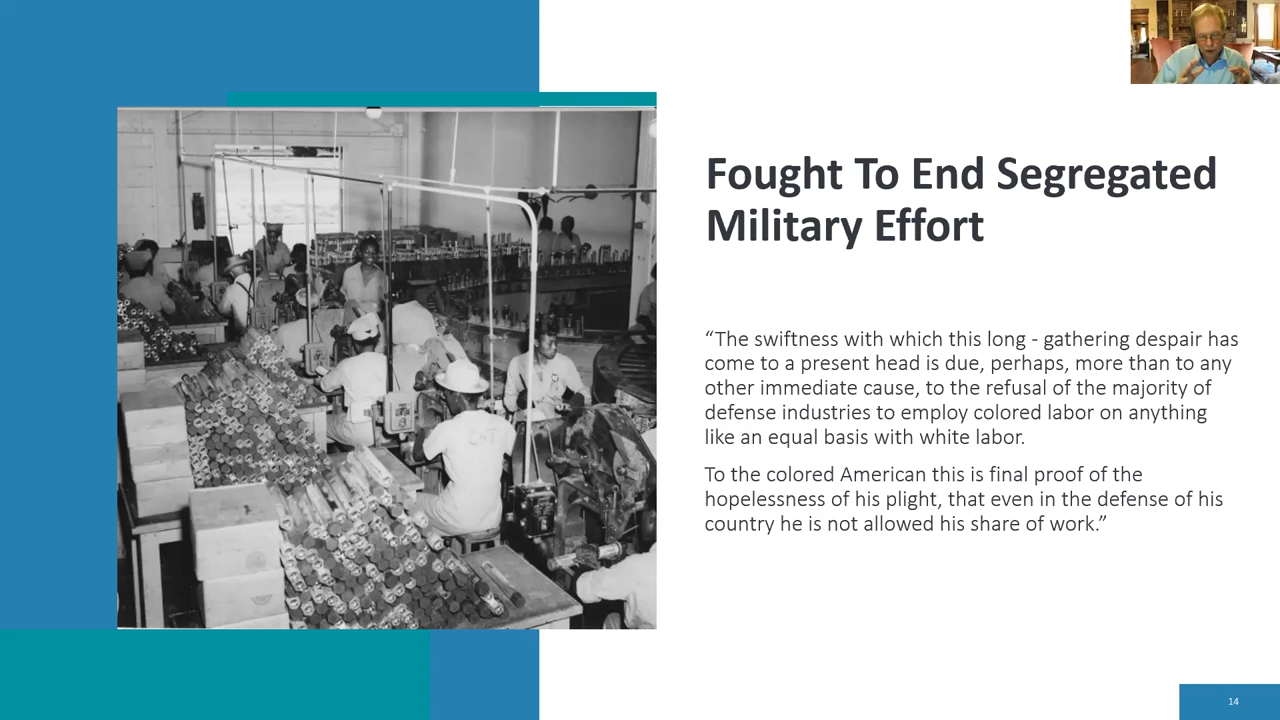 Fought To End Segregated
Military Effort
“The swiftness with which this long - gathering despair has
come to a present head is due, perhaps, more than to any
other immediate cause, to the refusal of the majority of
defense industries to employ colored labor on anything
like an equal basis with white labor.
To the colored American this is final proof of the
hopelessness of his plight, that even in the defense of his
country he is not allowed his share of work.”
14